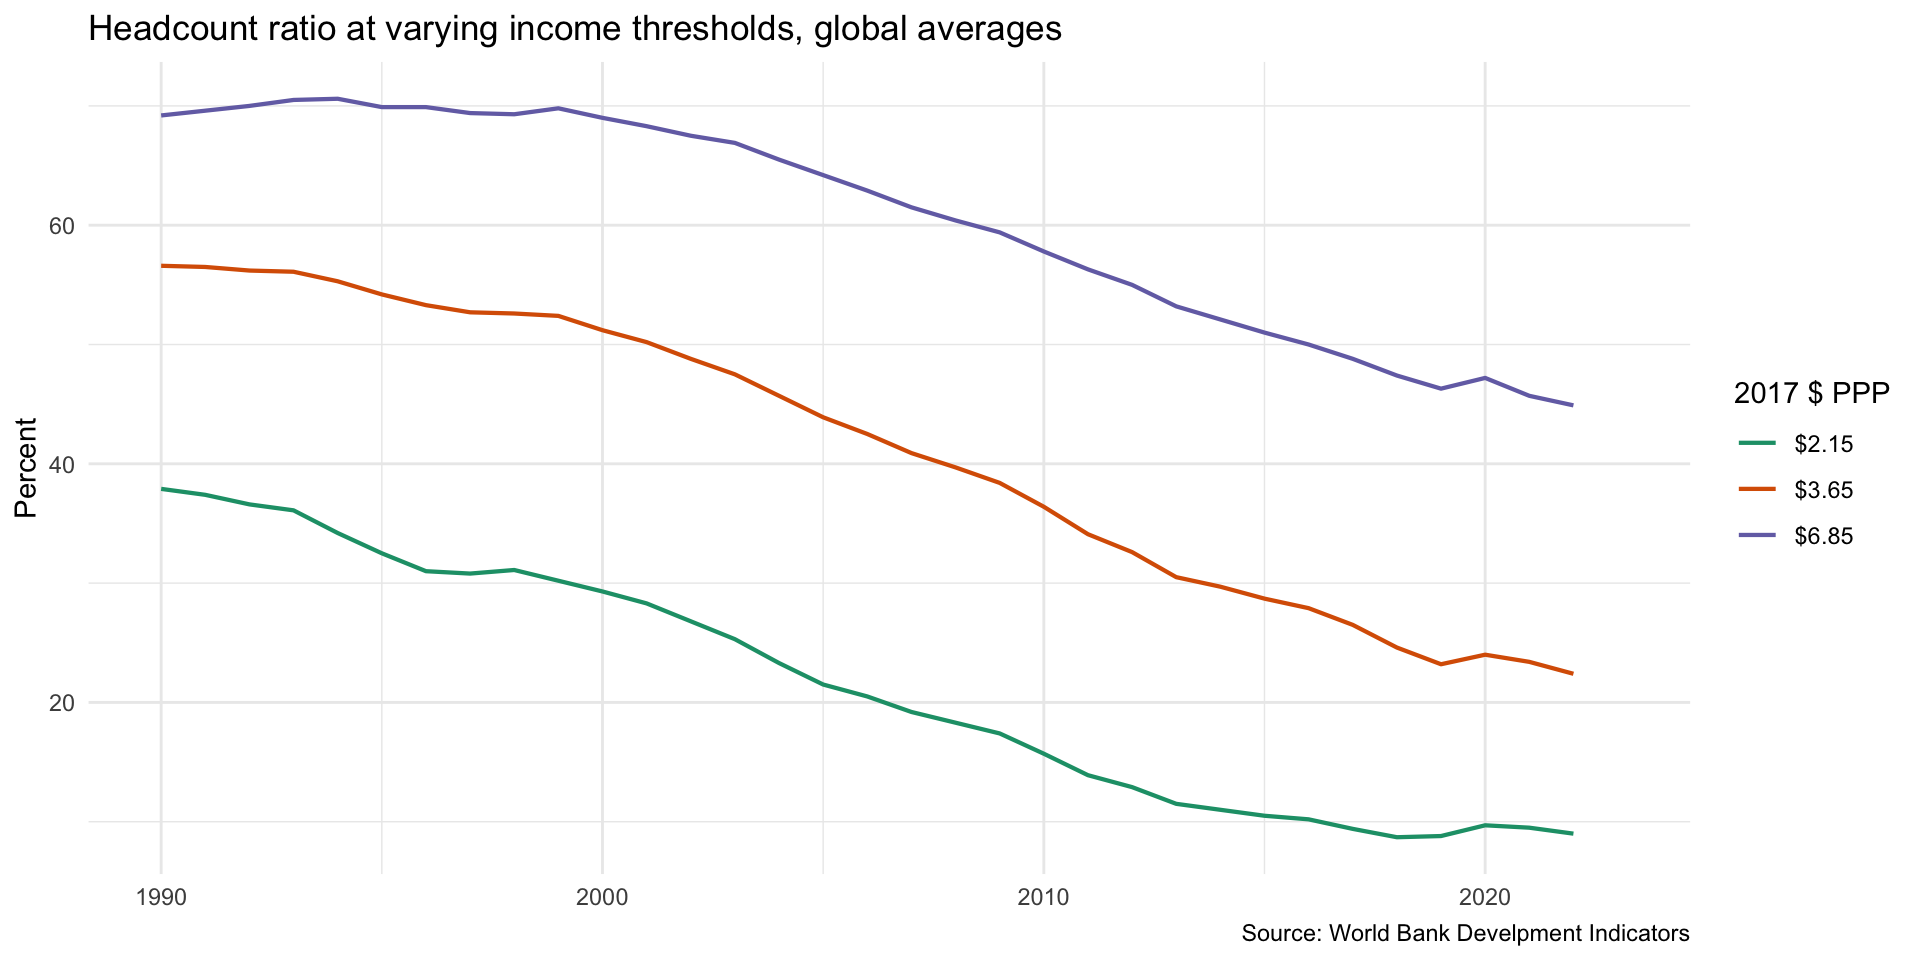 Headcount ratio at varying income thresholds, global averages
Percent
60
40
20
1990
2000
2010
2020
2017 $ PPP
$2.15
$3.65
$6.85
Source: World Bank Develpment Indicators